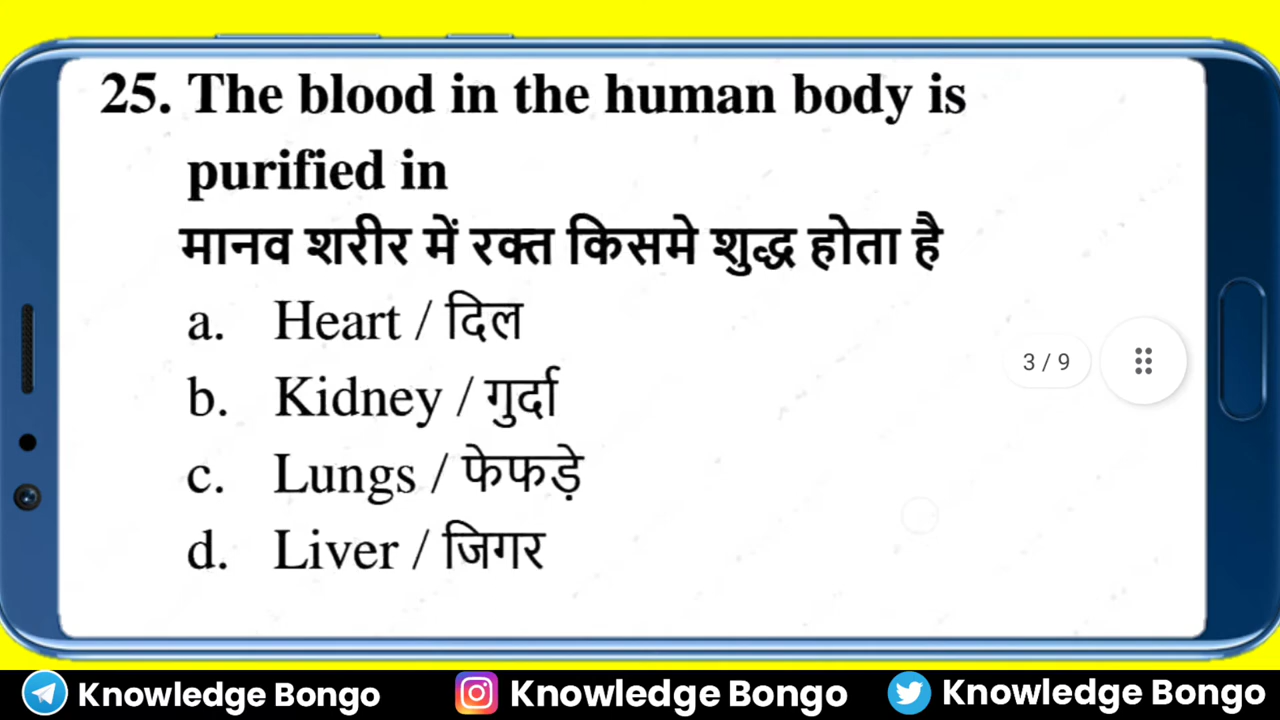 25. The blood in the human body is
purified in
मानव शरीर में रक्त किसमे शुद्ध होता है
a. Heart / दिल
b. Kidney / गुर्दा
c. Lungs / फेफड़े
d. Liver / जिगर
3 / 9
Knowledge Bongo Knowledge Bongo Knowledge Bongo